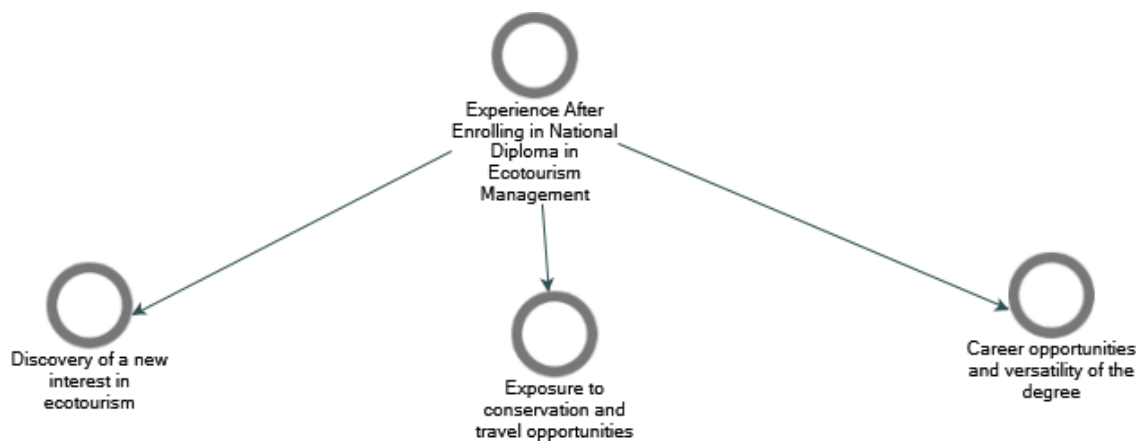 Experience After
Enrolling in National
Diploma in
Ecotourism
Management
Discovery of a new
interest in
ecotourism
Exposure to
conservation and
travel opportunities
Career opportunities
and versatility of the
degree